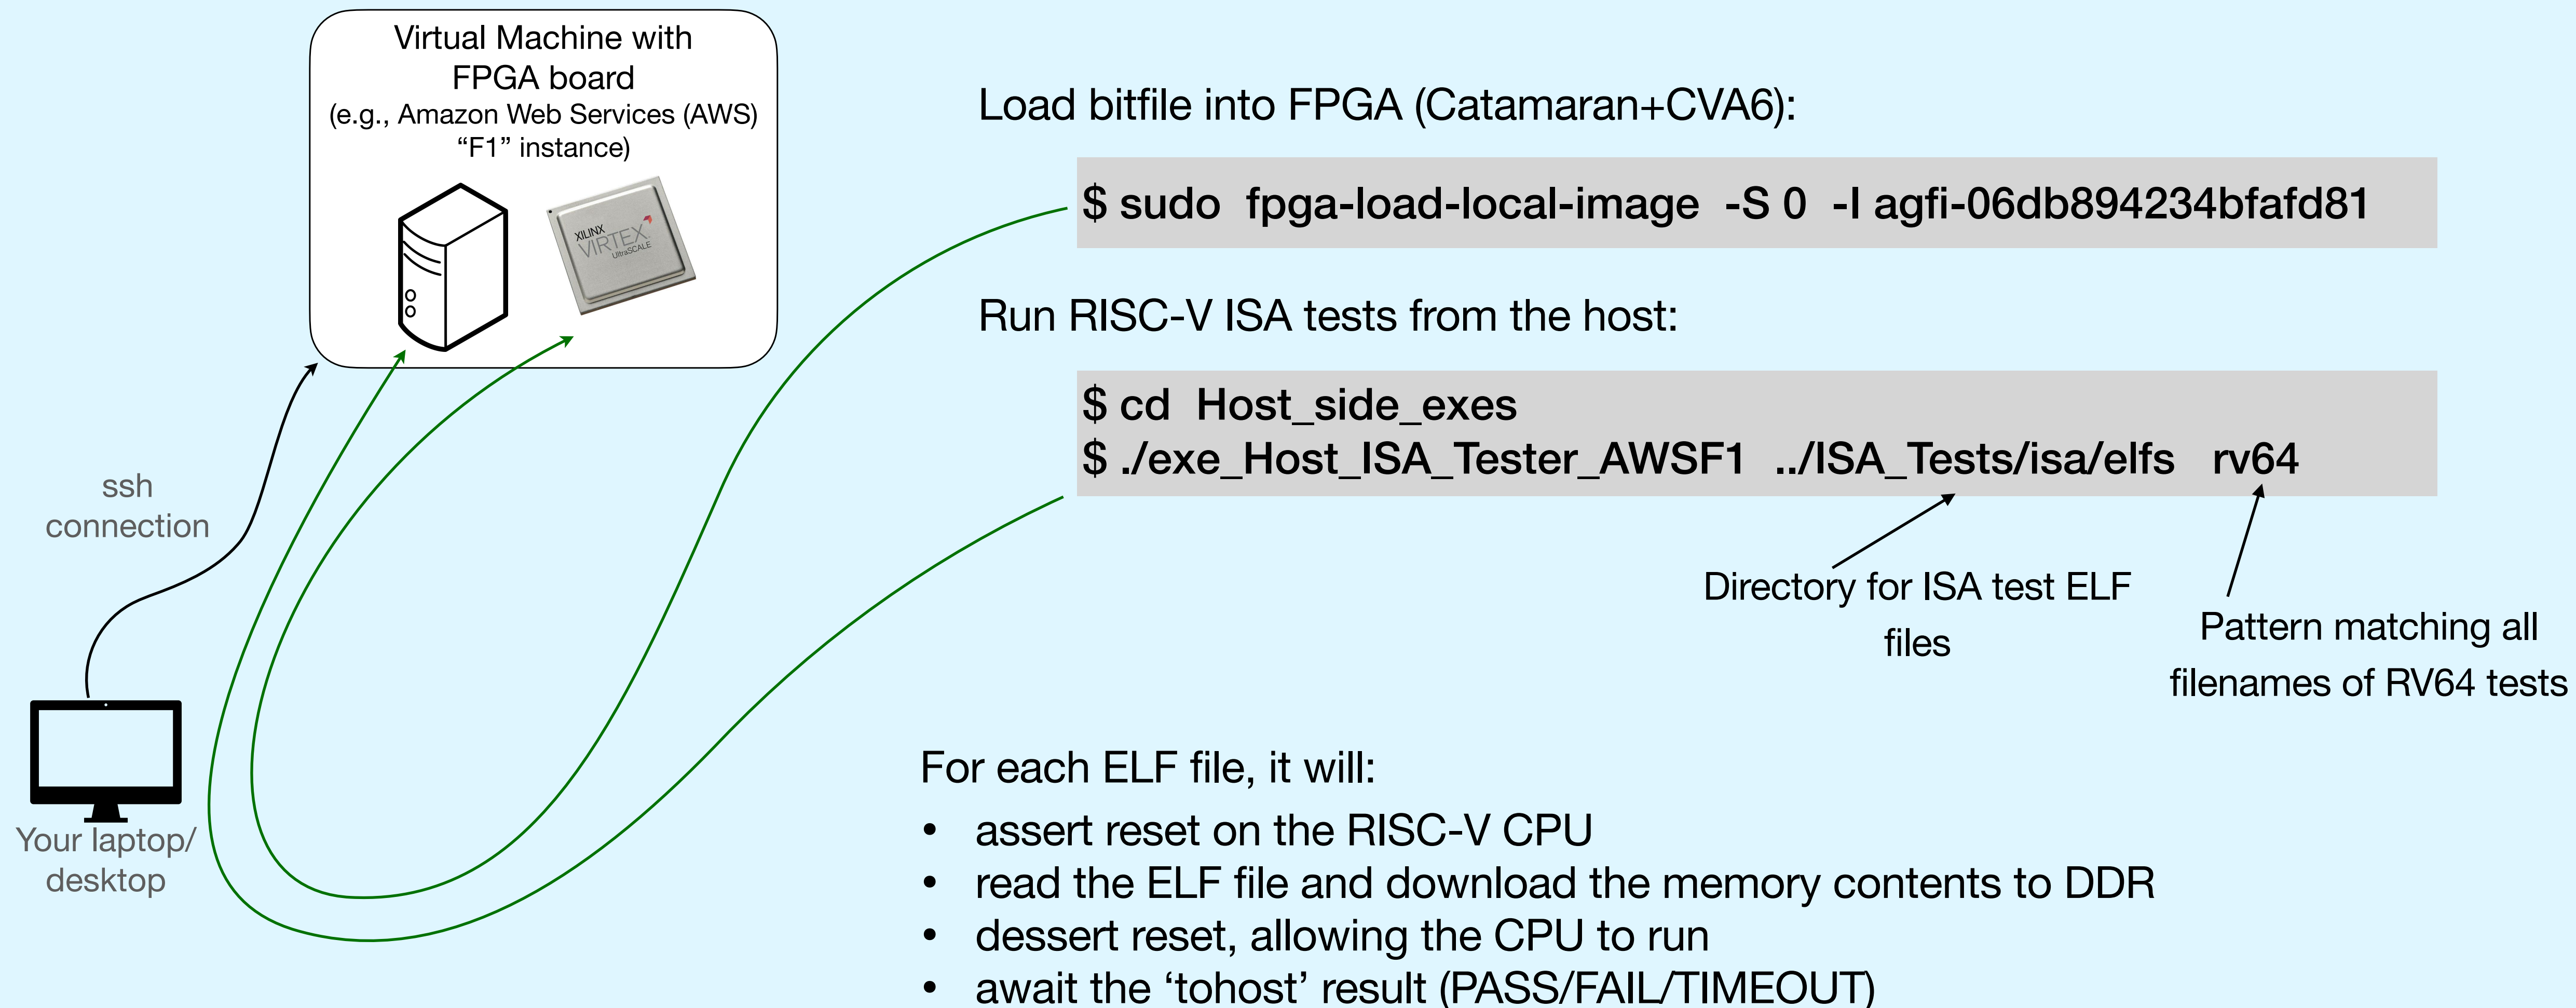 Virtual Machine with
FPGA board
(e.g., Amazon Web Services (AWS)
“F1” instance)
XILINX
VIRTEX
UltraSCALE
ssh
connection
Your laptop/
desktop
Load bitfile into FPGA (Catamaran+CVA6):
$ sudo fpga-load-local-image -S 0 -I agfi-06db894234bfafd81
Run RISC-V ISA tests from the host:
$ cd Host_side_exes
$ ./exe_Host_ISA_Tester_AWSF1 ../ISA_Tests/isa/elfs rv64
Directory for ISA test ELF
files
Pattern matching all
filenames of RV64 tests
For each ELF file, it will:
• assert reset on the RISC-V CPU
• read the ELF file and download the memory contents to DDR
• dessert reset, allowing the CPU to run
• await the ‘tohost’ result (PASS/FAIL/TIMEOUT)